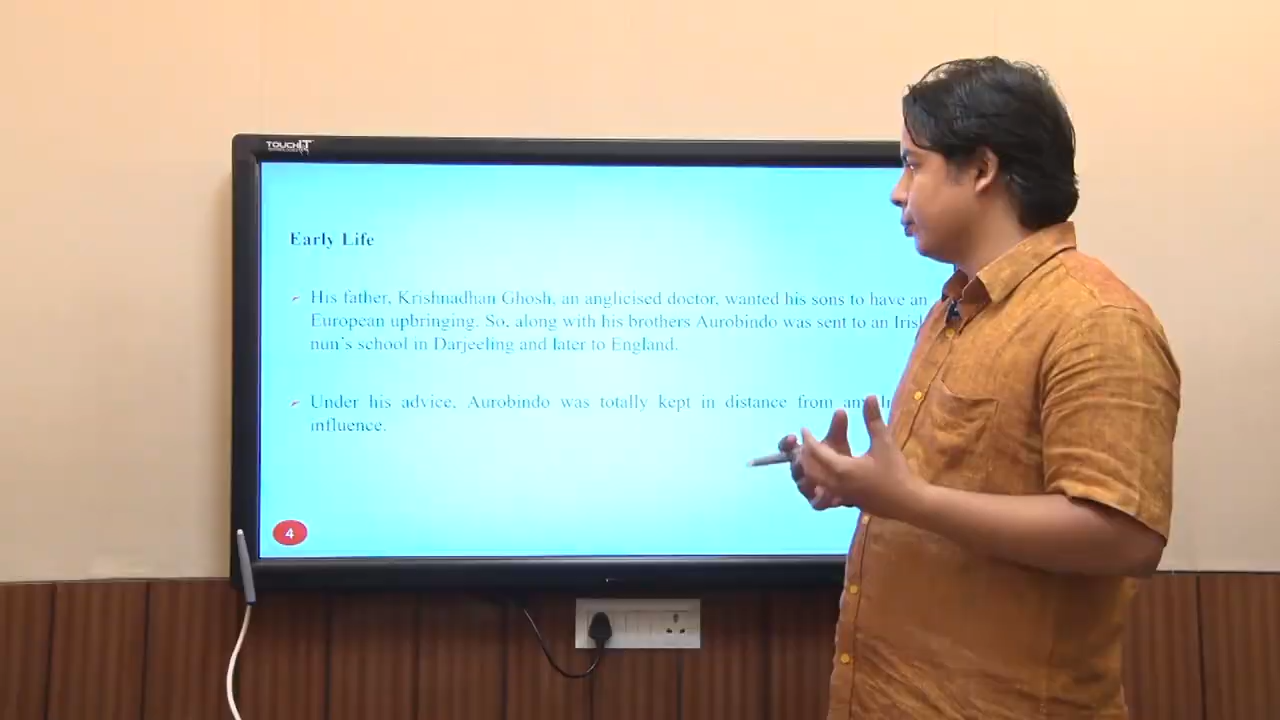 TOUCHIT
Early Life
His father, Krishnadhan Ghosh, an anglicised doctor, wanted his sons to have an
European upbringing. So, along with his brothers Aurobindo was sent to an
nun's school in Darjeeling and later to England.
Under his advice, Aurobindo was totally kept in distance from
influence.
4